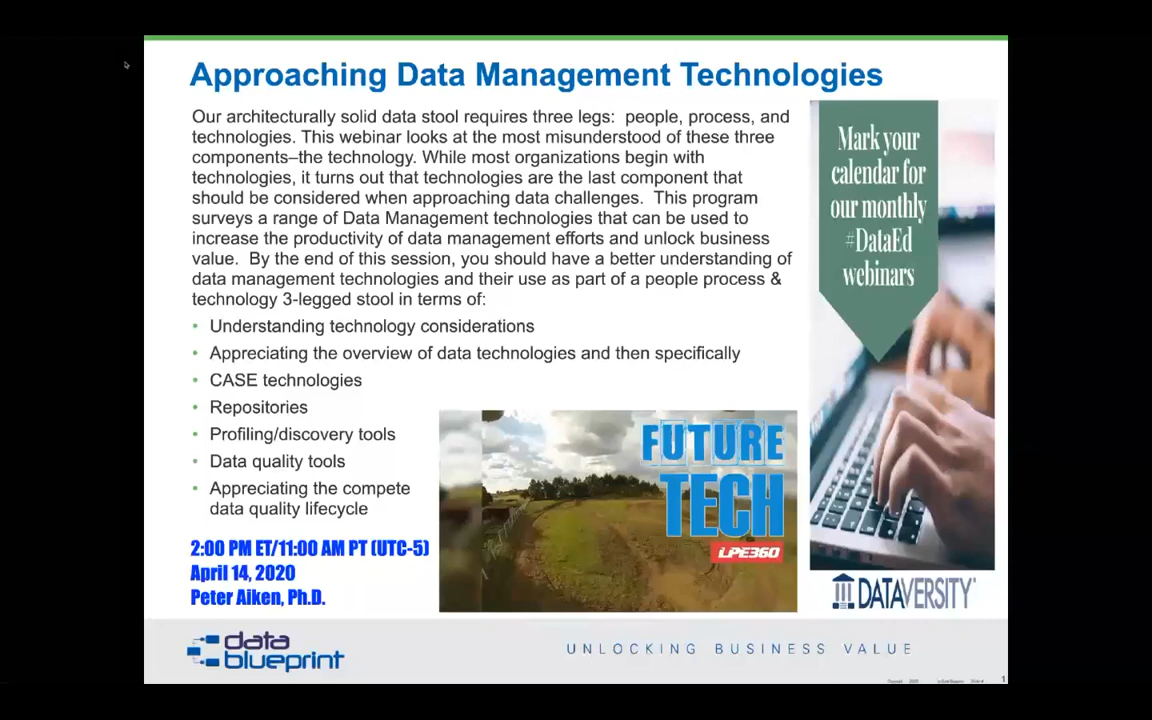 Approaching Data Management Technologies
Our architecturally solid data stool requires three legs:  people, process, and
technologies. This webinar looks at the most misunderstood of these three
components–the technology. While most organizations begin with
technologies, it turns out that technologies are the last component that
should be considered when approaching data challenges.  This program
surveys a range of Data Management technologies that can be used to
increase the productivity of data management efforts and unlock business
value.  By the end of this session, you should have a better understanding of
data management technologies and their use as part of a people process &
technology 3-legged stool in terms of:
• Understanding technology considerations
• Appreciating the overview of data technologies and then specifically
• CASE technologies
• Repositories
• Profiling/discovery tools
• Data quality tools
• Appreciating the compete
data quality lifecycle
2:00 PM ET/11:00 AM PT (UTC-5)
April 14, 2020
Peter Aiken, Ph.D.
FUTURE
TECH
LPE360
Mark your
calendar for
our monthly
#DataEd
webinars
DATAVERSITY
data
blueprint
UNLOCKING BUSINESS VALUE
1